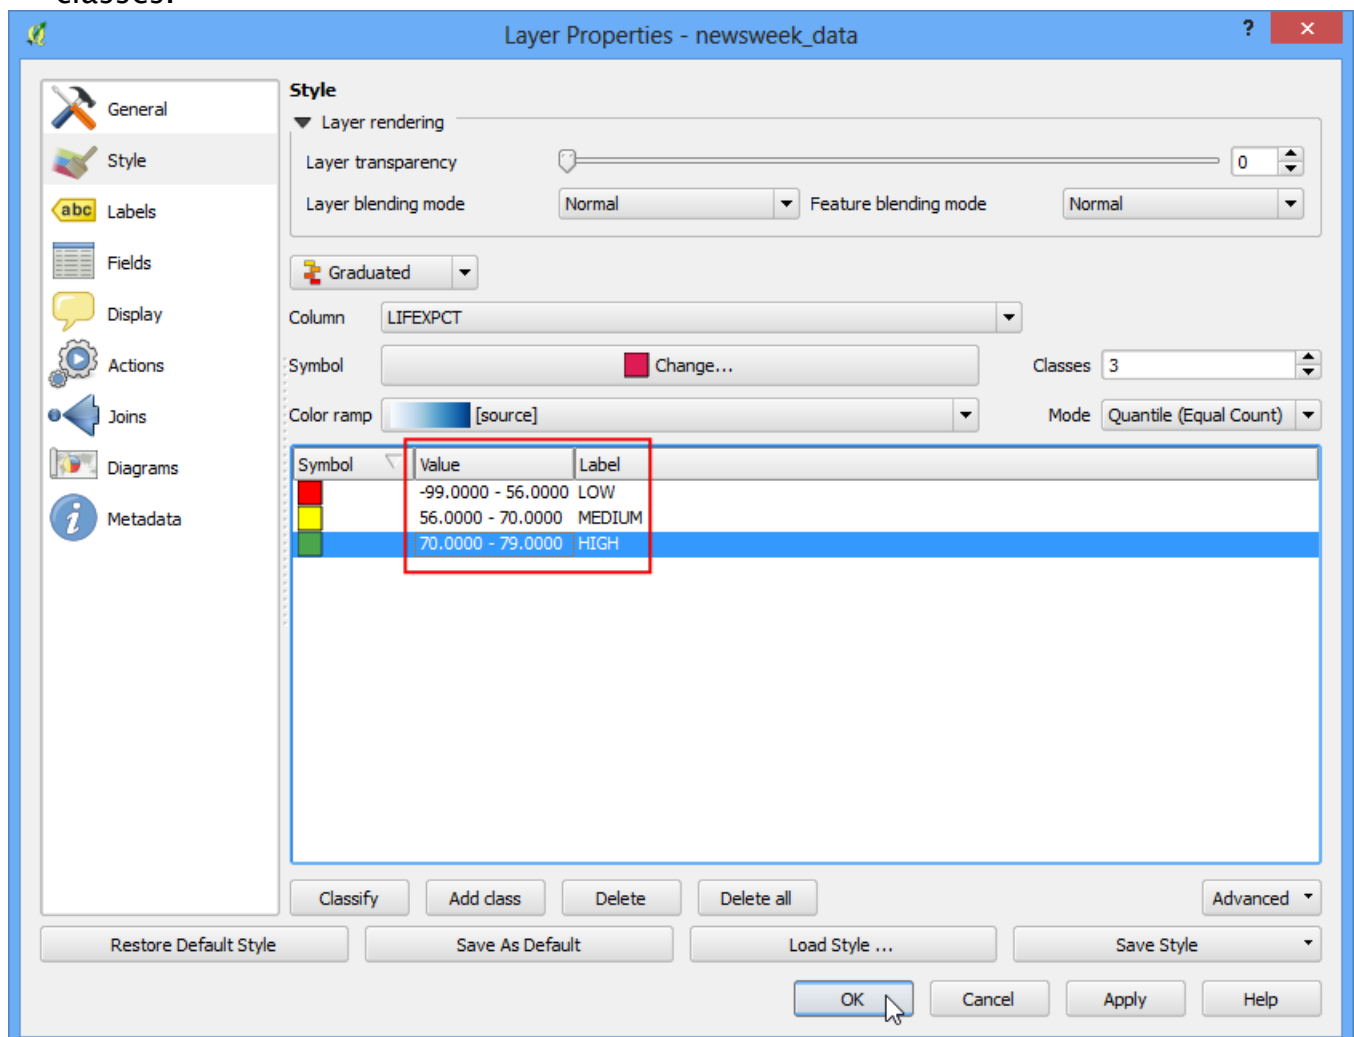 classes.
Layer Properties - newsweek_data
?
General
Style
Labels
Fields
Display
Actions
Joins
Diagrams
Metadata
abc
Style
Layer rendering
Layer transparency
0
Layer blending mode Normal Feature blending mode Normal
Graduated
Column LIFEXPCT
Symbol Change... Classes 3
Color ramp [source] Mode Quantile (Equal Count)
Symbol Value Label
-99.0000 - 56.0000 LOW
56.0000 - 70.0000 MEDIUM
70.0000 - 79.0000 HIGH
Classify Add class Delete Delete all Advanced
Restore Default Style Save As Default Load Style ... Save Style
OK Cancel Apply Help